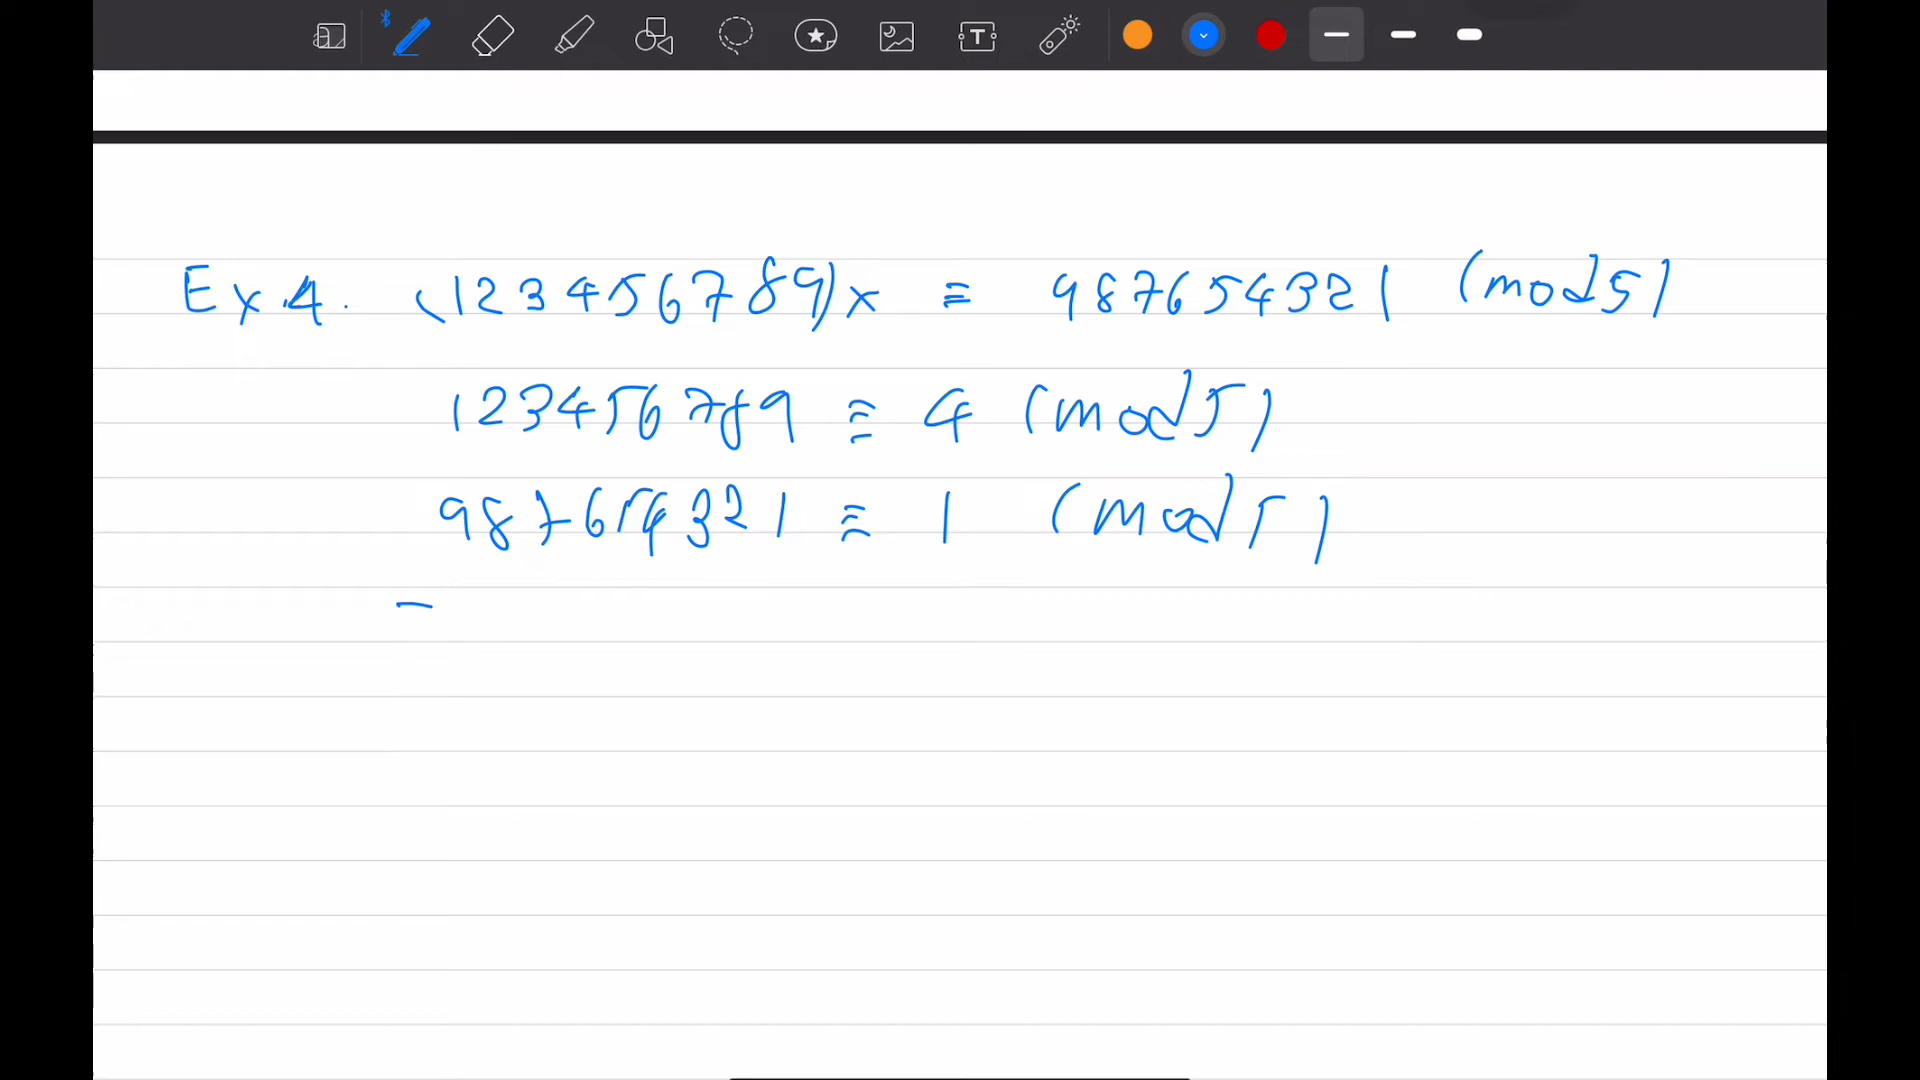 Ex 4. (123456789)x ≡ 987654321 (mod 5)
123456789 ≡ 4 (mod 5)
987654321 ≡ 1 (mod 5)